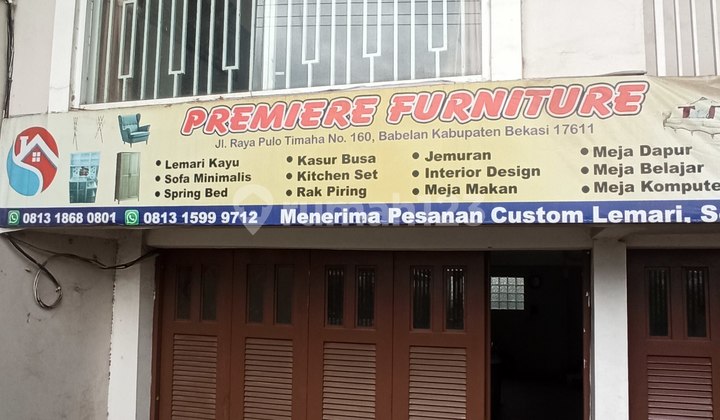 PREMIERE FURNITURE
Jl. Raya Pulo Timaha No. 160, Babelan Kabupaten Bekasi 17611
• Lemari Kayu
• Sofa Minimalis
• Spring Bed
• Kasur Busa
• Kitchen Set
• Rak Piring
• Jemuran
• Interior Design
• Meja Makan
• Meja Dapur
• Meja Belajar
• Meja Kompute
0813 1868 0801 0813 1599 9712 Menerima Pesanan Custom Lemari, S
rumah123